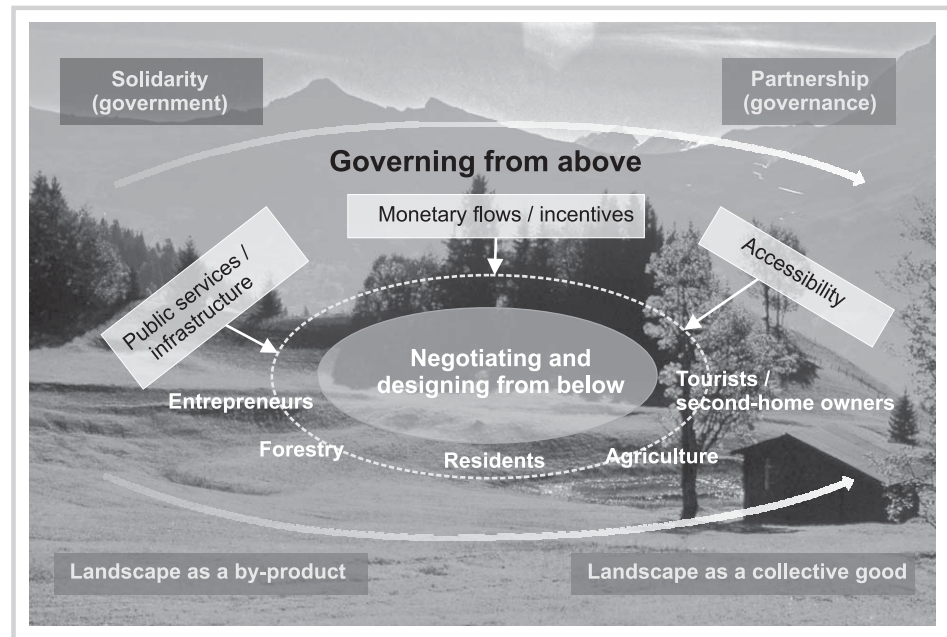 Solidarity
(government)
Partnership
(governance)
Governing from above
Monetary flows / incentives
Public services /
infrastructure
Accessibility
Negotiating and
designing from below
Entrepreneurs
Tourists /
second-home owners
Forestry
Residents
Agriculture
Landscape as a by-product
Landscape as a collective good